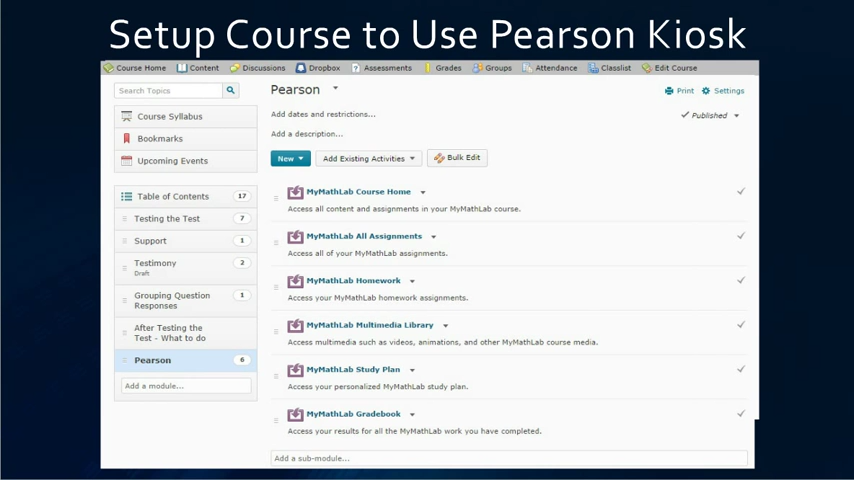 Setup Course to Use Pearson Kiosk
Course Home Content Discussions Dropbox Assessments Grades Groups Attendance Classlist Edit Course
Search Topics
Course Syllabus
Bookmarks
Upcoming Events
Table of Contents 17
Testing the Test 7
Support 1
Testimony 2
Draft
Grouping Question 1
Responses
After Testing the
Test - What to do
Pearson 6
Add a module...
Pearson
Print Settings
Add dates and restrictions...
Published
Add a description...
New Add Existing Activities Bulk Edit
MyMathLab Course Home
Access all content and assignments in your MyMathLab course.
MyMathLab All Assignments
Access all of your MyMathLab assignments.
MyMathLab Homework
Access your MyMathLab homework assignments.
MyMathLab Multimedia Library
Access multimedia such as videos, animations, and other MyMathLab course media.
MyMathLab Study Plan
Access your personalized MyMathLab study plan.
MyMathLab Gradebook
Access your results for all the MyMathLab work you have completed.
Add a sub-module...